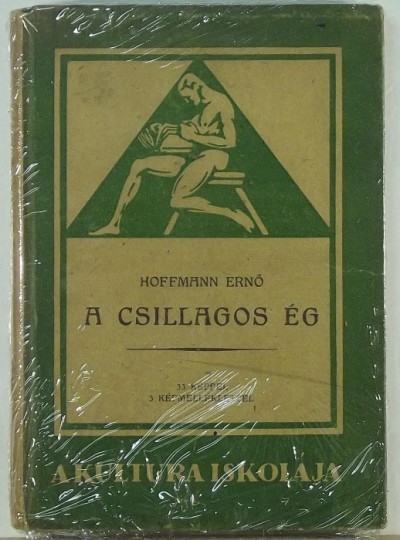 HOFFMANN ERNŐ
A CSILLAGOS ÉG
33 KÉPPEL
3 KÉPMELLÉKLETTEL
A KULTURA ISKOLÁJA